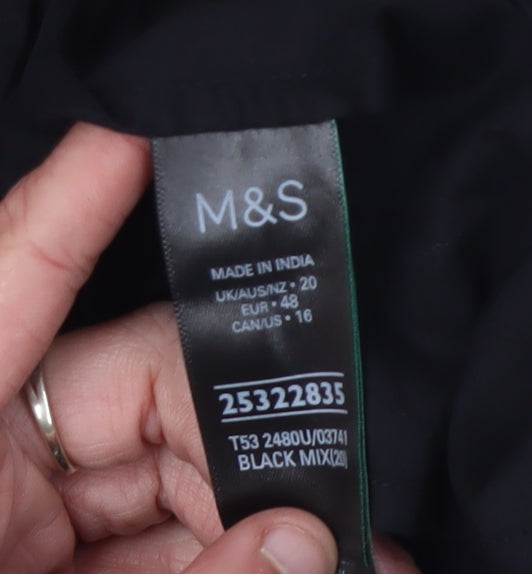 M&S
MADE IN INDIA
UK/AUS/NZ • 20
EUR • 48
CAN/US • 16
25322835
T53 2480U/03741
BLACK MIX(20)